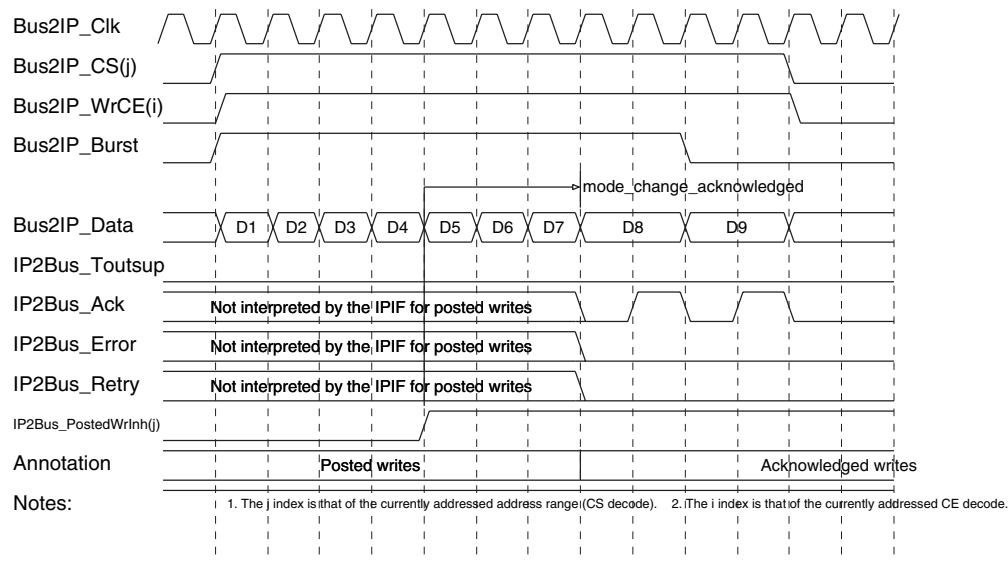 Bus2IP_Clk
Bus2IP_CS(j)
Bus2IP_WrCE(i)
Bus2IP_Burst
mode_change_acknowledged
Bus2IP_Data D1 D2 D3 D4 D5 D6 D7 D8 D9
IP2Bus_Toutsup
IP2Bus_Ack Not interpreted by the IPIF for posted writes
IP2Bus_Error Not interpreted by the IPIF for posted writes
IP2Bus_Retry Not interpreted by the IPIF for posted writes
IP2Bus_PostedWrInh(j)
Annotation Posted writes Acknowledged writes
Notes: 1. The j index is that of the currently addressed address range (CS decode). 2. The i index is that of the currently addressed CE decode.